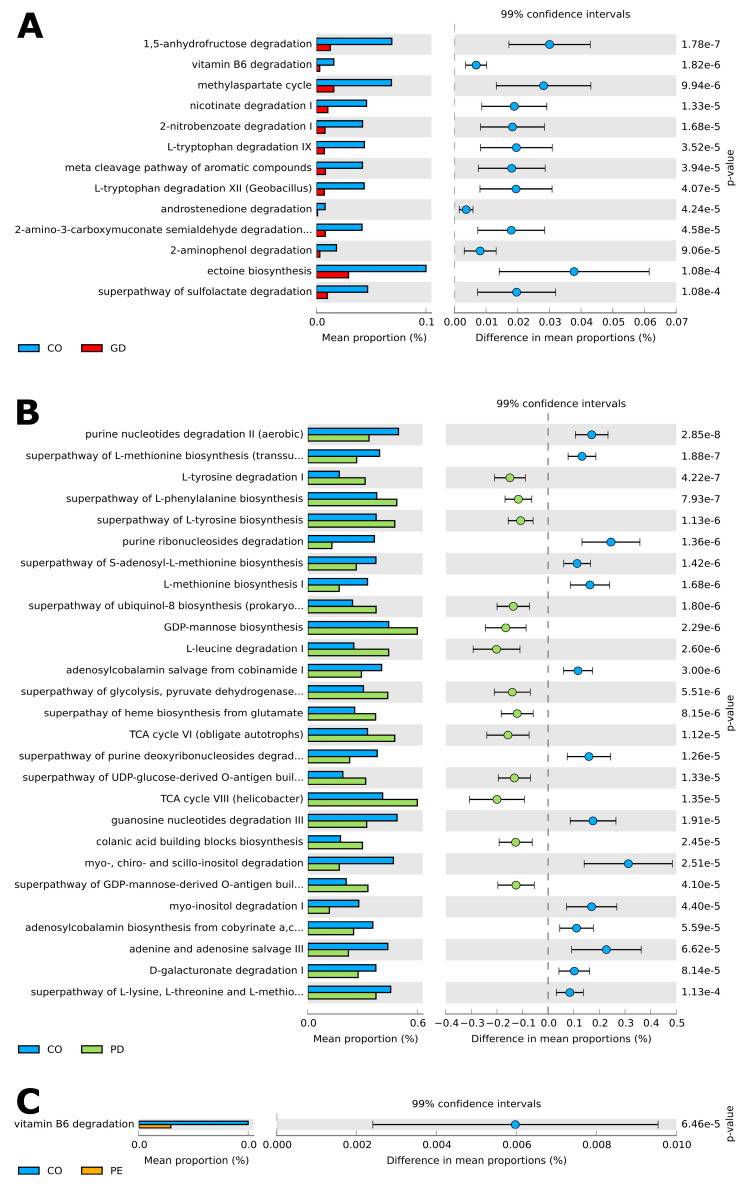 A
99% confidence intervals
1,5-anhydrofructose degradation 1.78e-7
vitamin B6 degradation 1.82e-6
methylaspartate cycle 9.94e-6
nicotinate degradation I 1.33e-5
2-nitrobenzoate degradation I 1.68e-5
L-tryptophan degradation IX 3.52e-5
meta cleavage pathway of aromatic compounds 3.94e-5
L-tryptophan degradation XII (Geobacillus) 4.07e-5
androstenedione degradation 4.24e-5
2-amino-3-carboxymuconate semialdehyde degradation... 4.58e-5
2-aminophenol degradation 9.06e-5
ectoine biosynthesis 1.08e-4
superpathway of sulfolactate degradation 1.08e-4
p-value
0.0 0.1 0.00 0.01 0.02 0.03 0.04 0.05 0.06 0.07
Mean proportion (%) Difference in mean proportions (%)
CO GD
B
99% confidence intervals
purine nucleotides degradation II (aerobic) 2.85e-8
superpathway of L-methionine biosynthesis (transsu... 1.88e-7
L-tyrosine degradation I 4.22e-7
superpathway of L-phenylalanine biosynthesis 7.93e-7
superpathway of L-tyrosine biosynthesis 1.13e-6
purine ribonucleosides degradation 1.36e-6
superpathway of S-adenosyl-L-methionine biosynthesis 1.42e-6
L-methionine biosynthesis I 1.68e-6
superpathway of ubiquinol-8 biosynthesis (prokaryo... 1.80e-6
GDP-mannose biosynthesis 2.29e-6
L-leucine degradation I 2.60e-6
adenosylcobalamin salvage from cobinamide I 3.00e-6
superpathway of glycolysis, pyruvate dehydrogenase... 5.51e-6
superpathay of heme biosynthesis from glutamate 8.15e-6
TCA cycle VI (obligate autotrophs) 1.12e-5
superpathway of purine deoxyribonucleosides degrad... 1.26e-5
superpathway of UDP-glucose-derived O-antigen buil... 1.33e-5
TCA cycle VIII (helicobacter) 1.35e-5
guanosine nucleotides degradation III 1.91e-5
colanic acid building blocks biosynthesis 2.45e-5
myo-, chiro- and scillo-inositol degradation 2.51e-5
superpathway of GDP-mannose-derived O-antigen buil... 4.10e-5
myo-inositol degradation I 4.40e-5
adenosylcobalamin biosynthesis from cobyrinate a,c... 5.59e-5
adenine and adenosine salvage III 6.62e-5
D-galacturonate degradation I 8.14e-5
superpathway of L-lysine, L-threonine and L-methio... 1.13e-4
p-value
0.0 0.6 −0.4 −0.3 −0.2 −0.1 0.0 0.1 0.2 0.3 0.4 0.5
Mean proportion (%) Difference in mean proportions (%)
CO PD
C
99% confidence intervals
vitamin B6 degradation 6.46e-5
p-value
0.0 0.0 0.000 0.002 0.004 0.006 0.008 0.010
Mean proportion (%) Difference in mean proportions (%)
CO PE